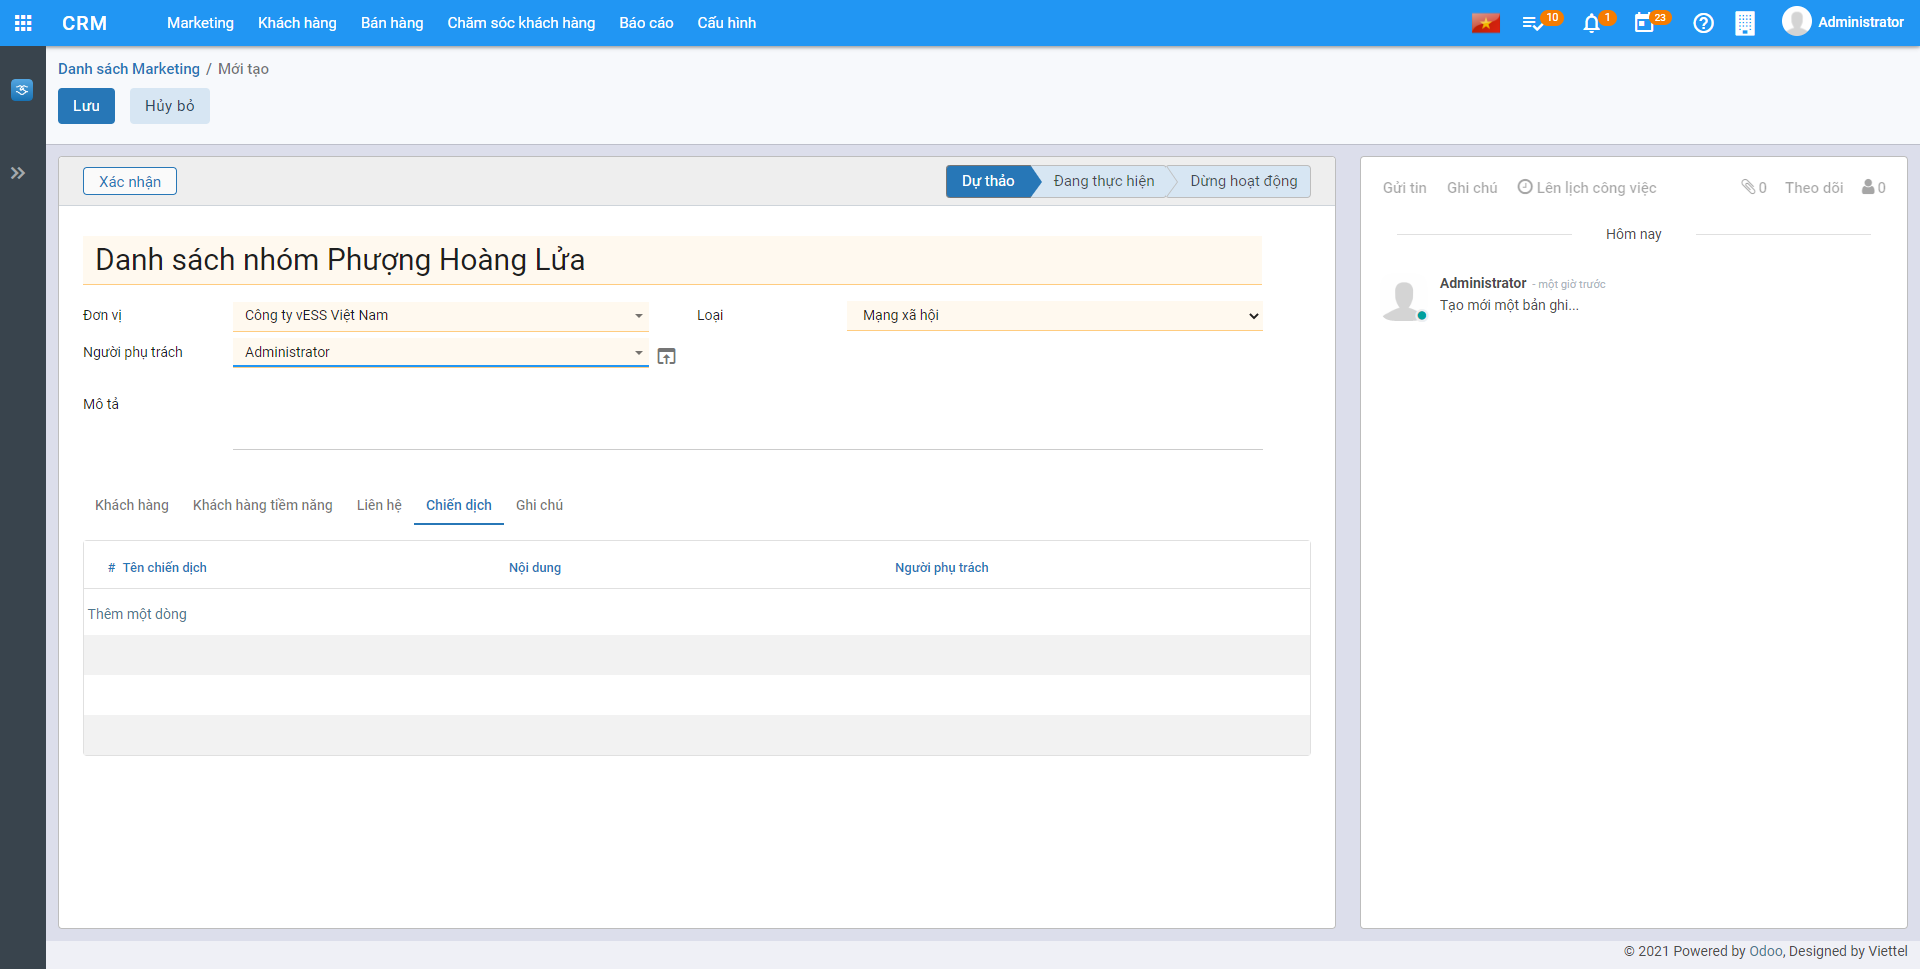 CRM Marketing Khách hàng Bán hàng Chăm sóc khách hàng Báo cáo Cấu hình 10 1 23 Administrator
Danh sách Marketing / Mới tạo
Lưu Hủy bỏ
Xác nhận Dự thảo Đang thực hiện Dừng hoạt động
Danh sách nhóm Phượng Hoàng Lửa
Đơn vị Công ty vESS Việt Nam Loại Mạng xã hội
Người phụ trách Administrator
Mô tả
Khách hàng Khách hàng tiềm năng Liên hệ Chiến dịch Ghi chú
# Tên chiến dịch Nội dung Người phụ trách
Thêm một dòng
Gửi tin Ghi chú Lên lịch công việc 0 Theo dõi 0
Hôm nay
Administrator - một giờ trước
Tạo mới một bản ghi...
© 2021 Powered by Odoo, Designed by Viettel